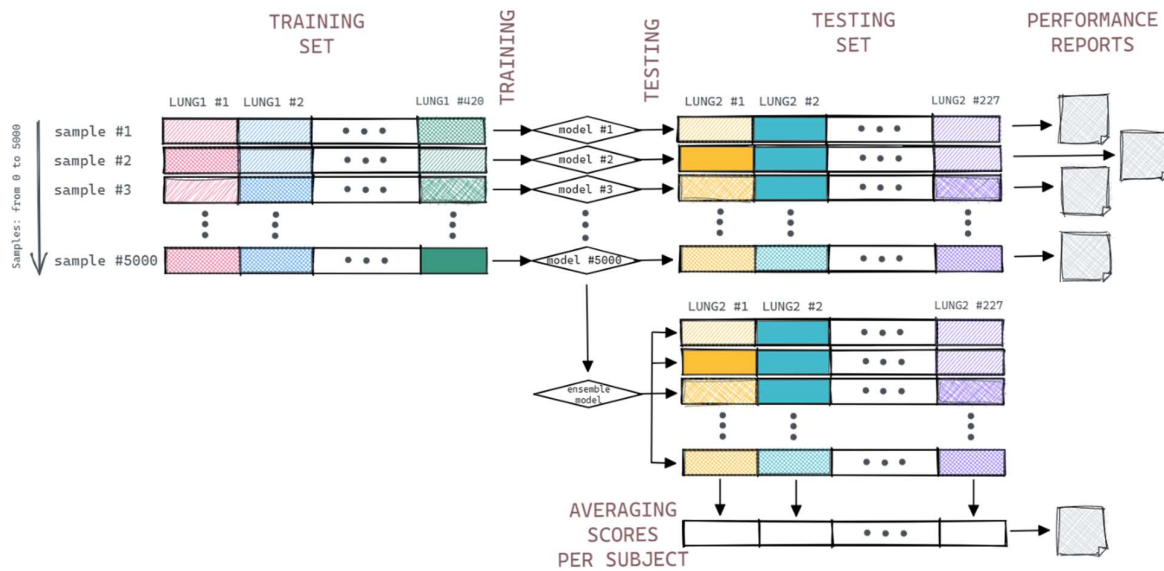 TRAINING
SET
TRAINING
TESTING
TESTING
SET
PERFORMANCE
REPORTS
LUNG1 #1 LUNG1 #2 LUNG1 #420
LUNG2 #1 LUNG2 #2 LUNG2 #227
Samples: from 0 to 5000
sample #1
model #1
sample #2
model #2
sample #3
model #3
sample #5000
model #5000
LUNG2 #1 LUNG2 #2 LUNG2 #227
ensemble
model
AVERAGING
SCORES
PER SUBJECT